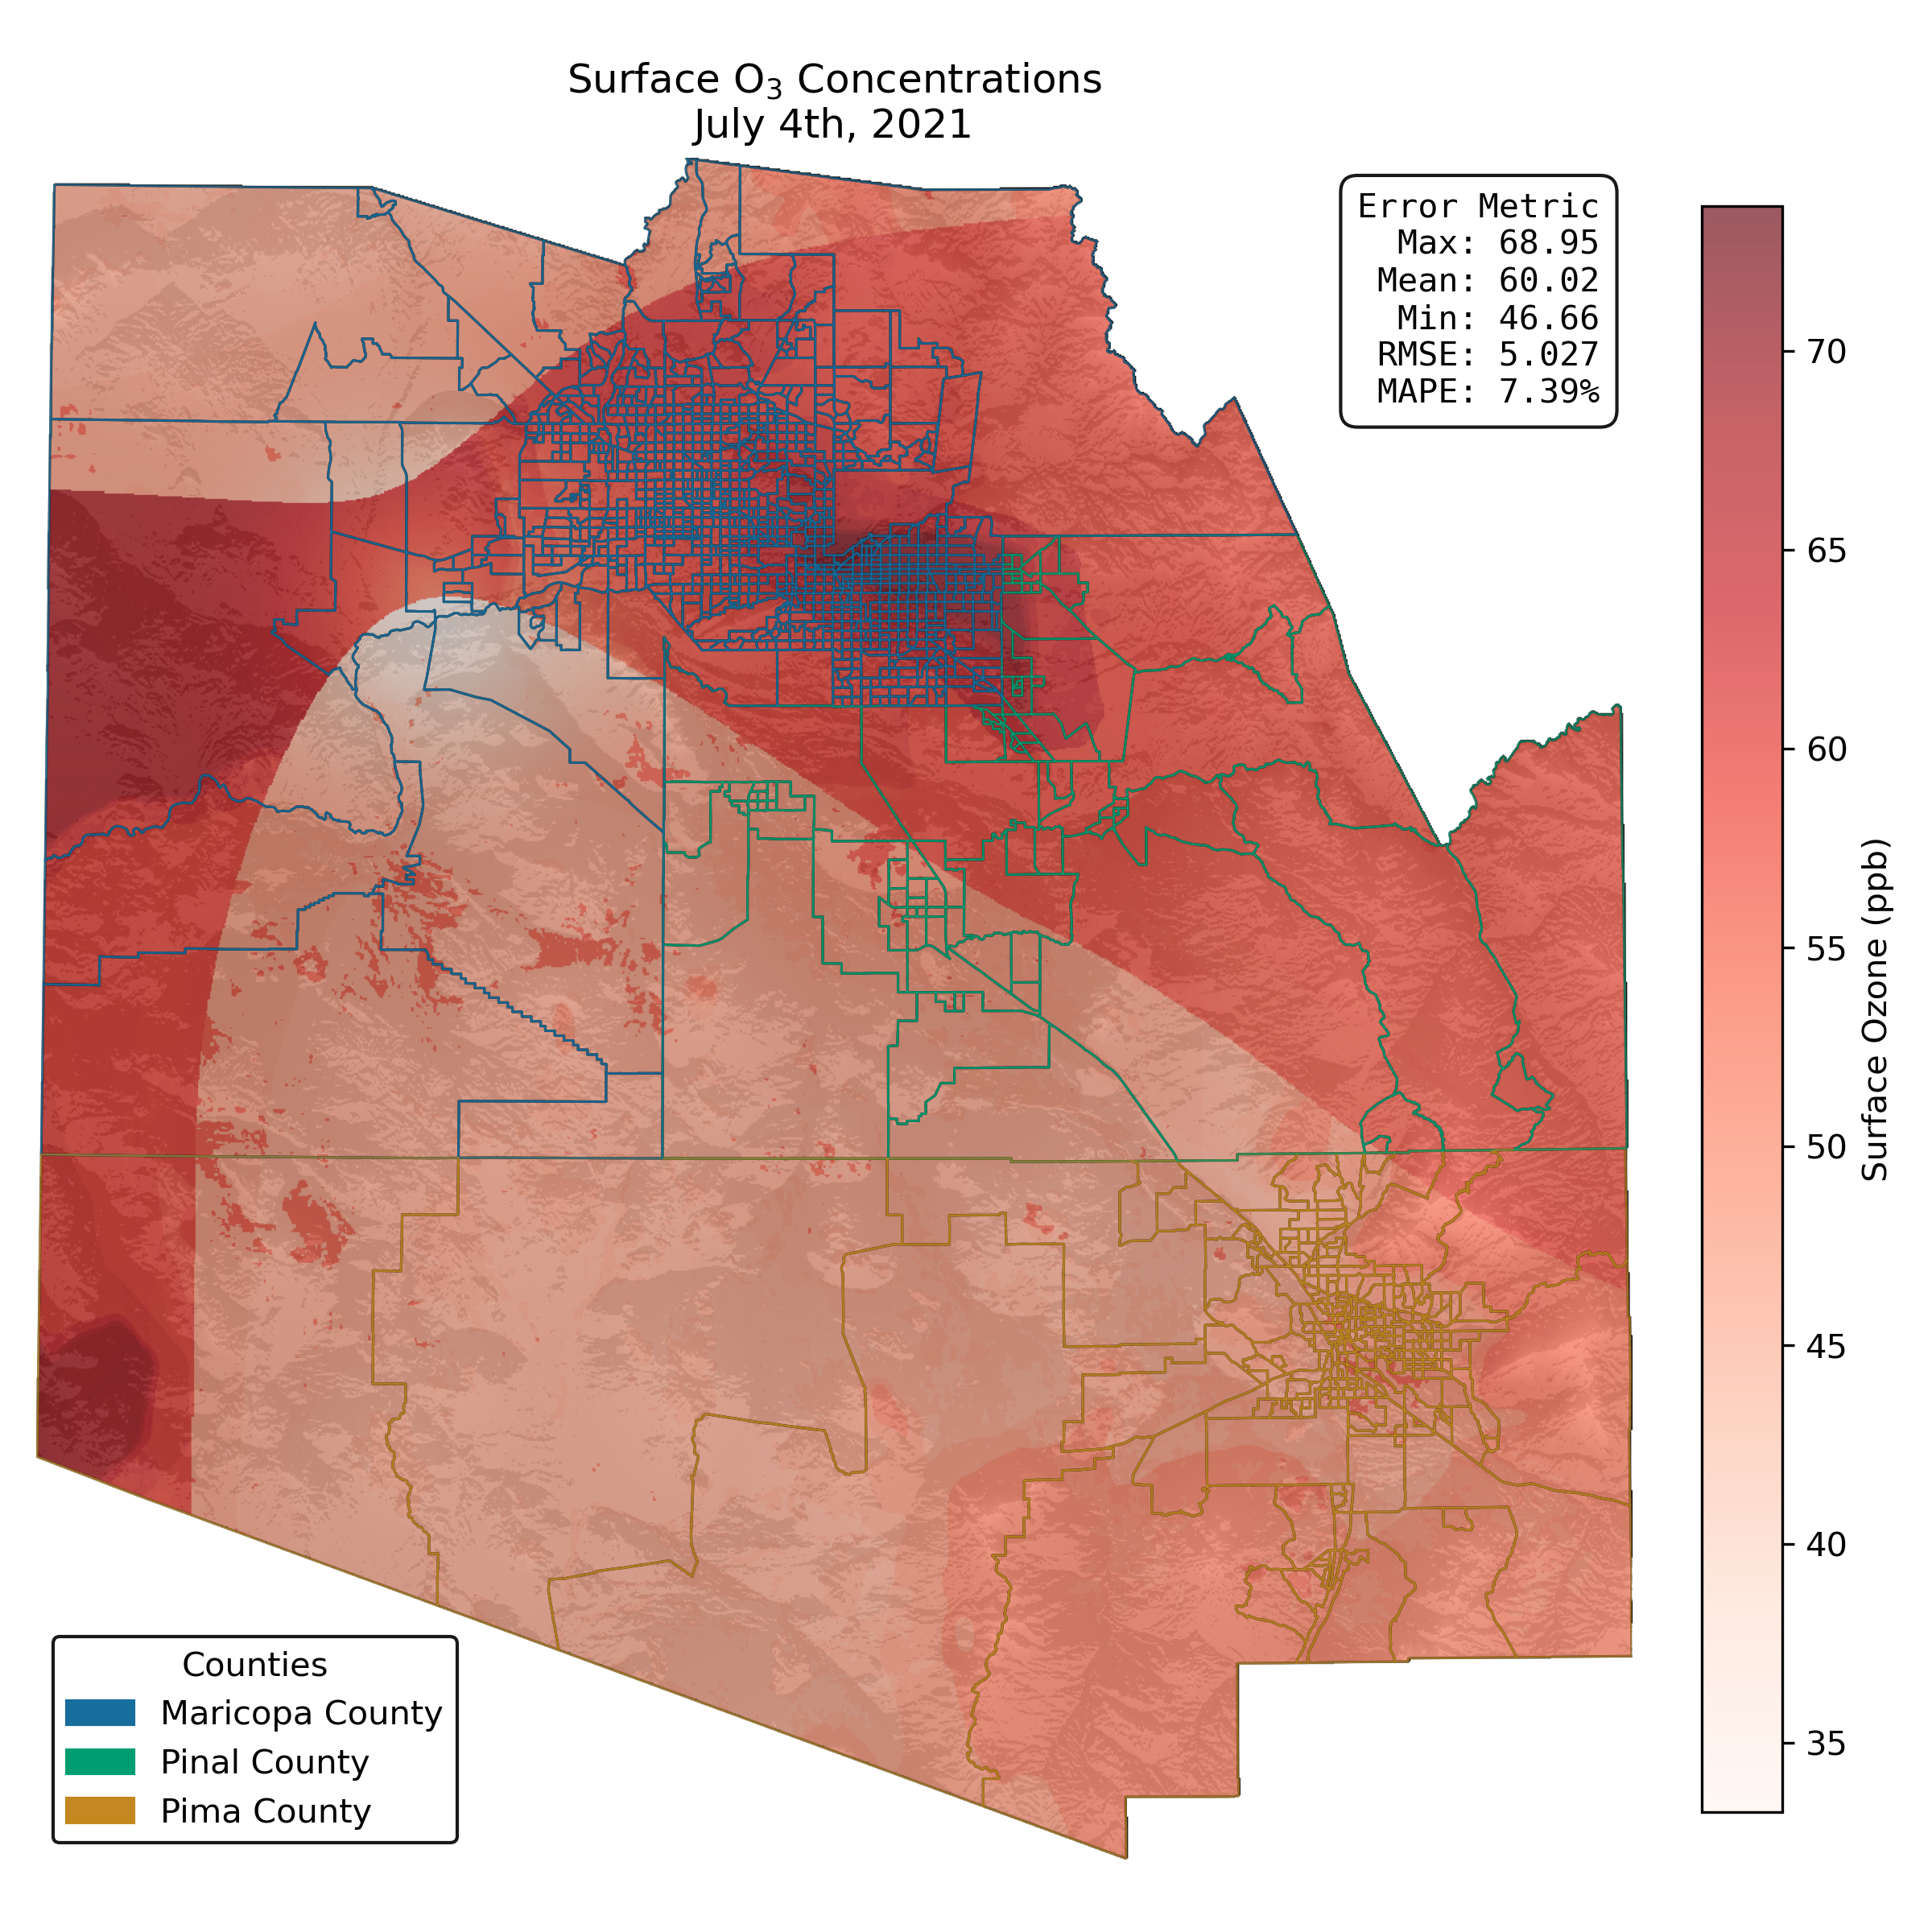 Surface O₃ Concentrations
July 4th, 2021
Error Metric
Max: 68.95
Mean: 60.02
Min: 46.66
RMSE: 5.027
MAPE: 7.39%
70
65
60
55
50
45
40
35
Surface Ozone (ppb)
Counties
Maricopa County
Pinal County
Pima County